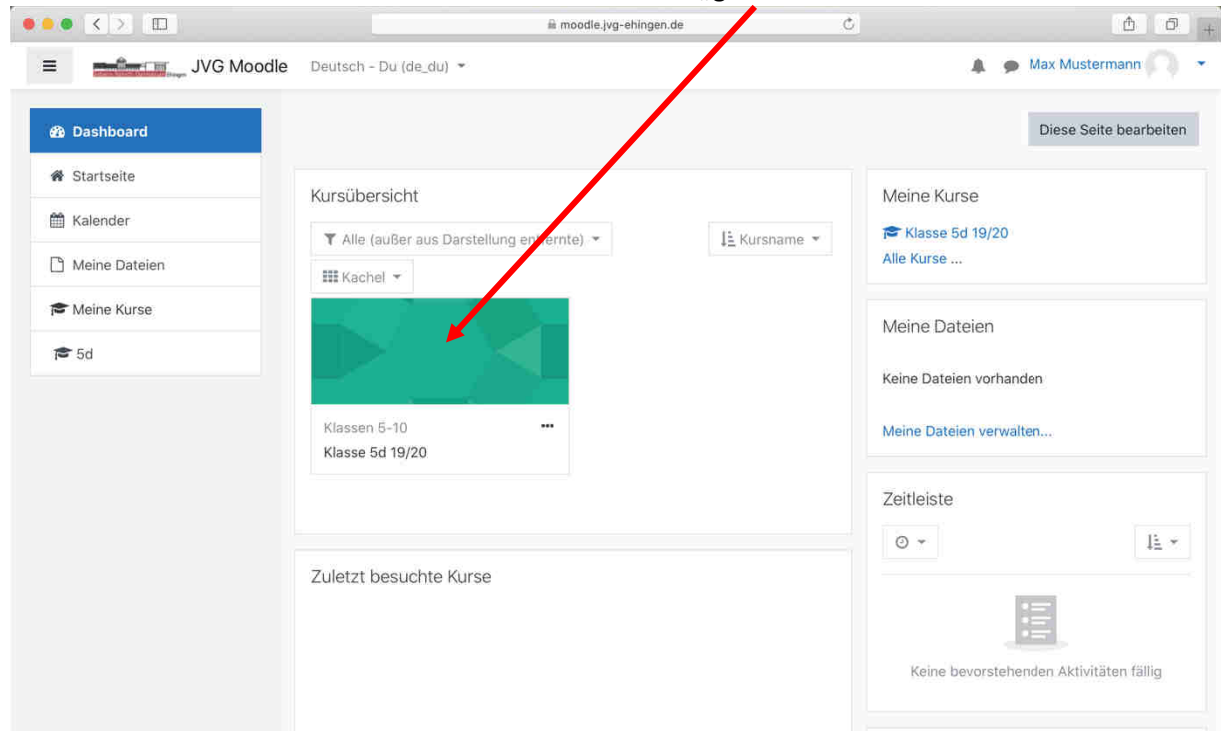 moodle.jvg-ehingen.de
JVG Moodle
Deutsch - Du (de_du)
Max Mustermann
Dashboard
Startseite
Kalender
Meine Dateien
Meine Kurse
5d
Diese Seite bearbeiten
Kursübersicht
Alle (außer aus Darstellung entfernte)
Kursname
Kachel
Klassen 5-10
Klasse 5d 19/20
Zuletzt besuchte Kurse
Meine Kurse
Klasse 5d 19/20
Alle Kurse ...
Meine Dateien
Keine Dateien vorhanden
Meine Dateien verwalten...
Zeitleiste
Keine bevorstehenden Aktivitäten fällig